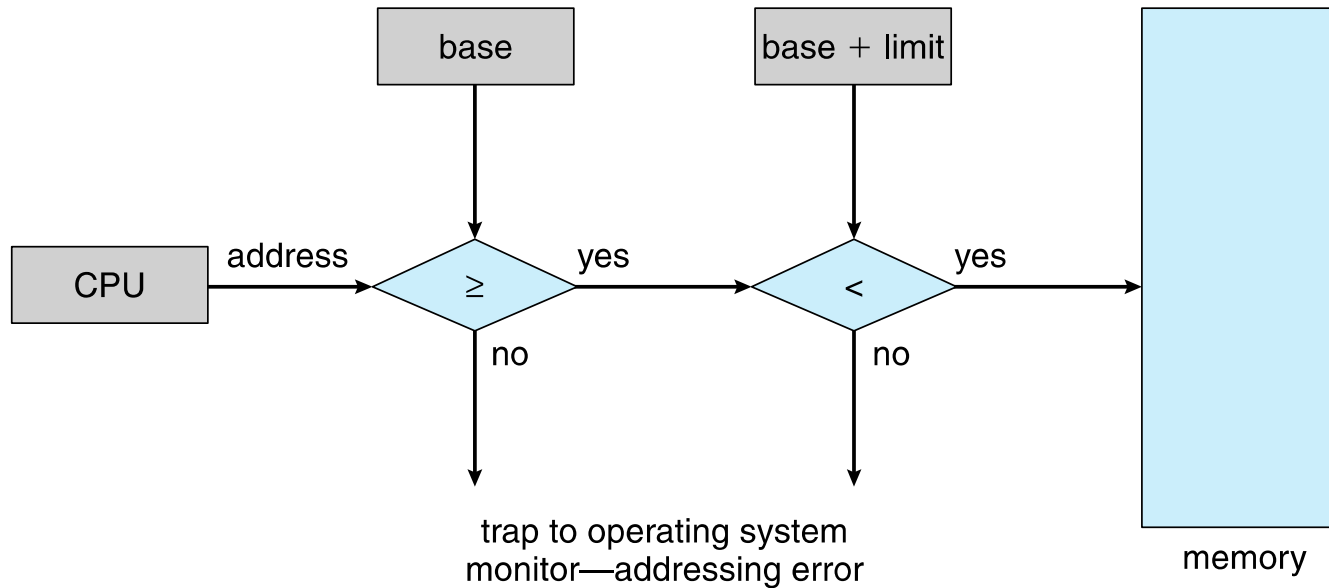 base
base + limit
CPU
address
≥
yes
<
yes
no
no
trap to operating system
monitor—addressing error
memory